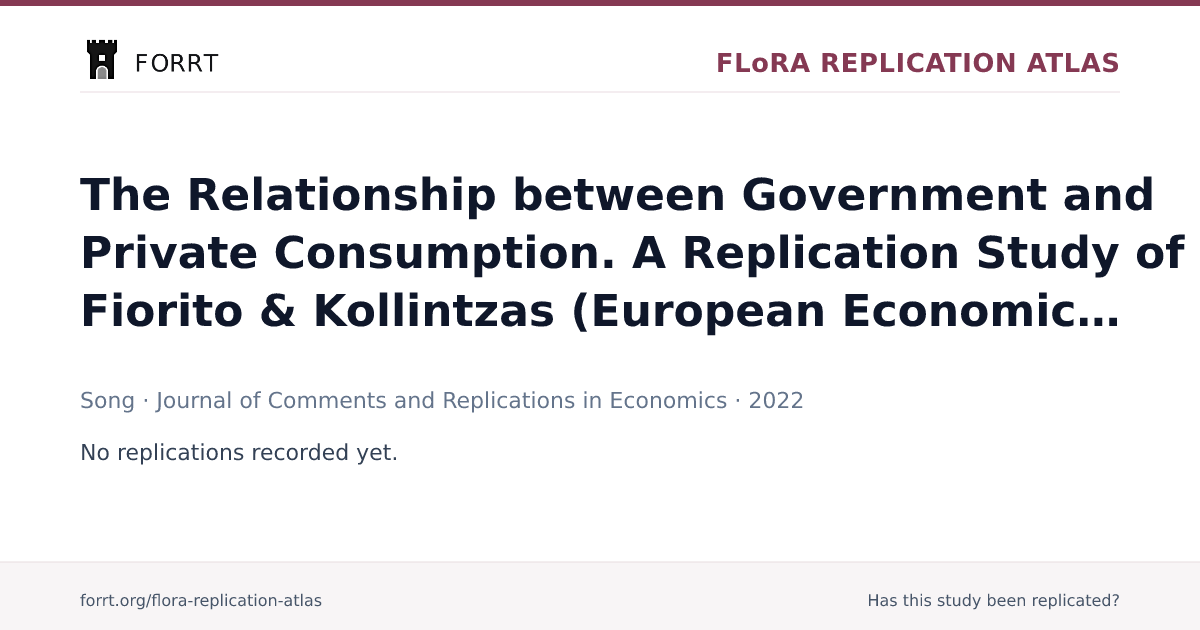 FORRT
FLoRA REPLICATION ATLAS
The Relationship between Government and
Private Consumption. A Replication Study of
Fiorito & Kollintzas (European Economic…
Song · Journal of Comments and Replications in Economics · 2022
No replications recorded yet.
forrt.org/flora-replication-atlas
Has this study been replicated?